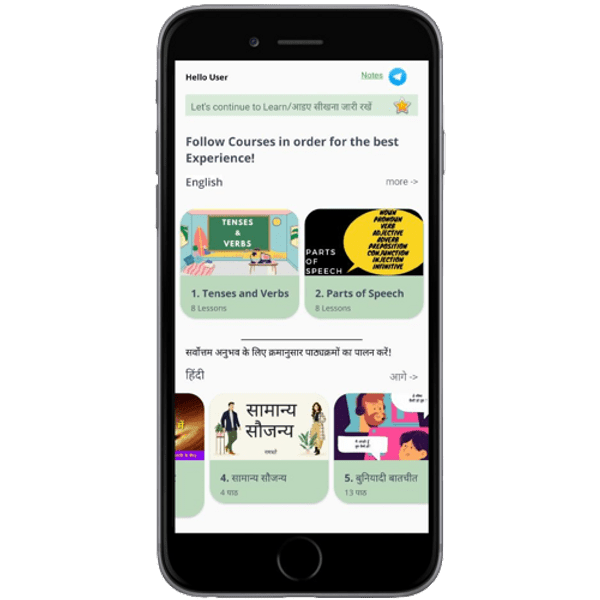 Hello User
Notes
Let's continue to Learn/आइए सीखना जारी रखें
Follow Courses in order for the best
Experience!
English
more ->
TENSES
&
VERBS
NOUN
PRONOUN
VERB
ADJECTIVE
ADVERB
PREPOSITION
CONJUNCTION
INJECTION
INFINITIVE
PARTS
OF
SPEECH
1. Tenses and Verbs
8 Lessons
2. Parts of Speech
8 Lessons
सर्वोत्तम अनुभव के लिए क्रमानुसार पाठ्यक्रमों का पालन करें!
हिंदी
आगे ->
में
सामान्य
सौजन्य
4. सामान्य सौजन्य
4 पाठ
5. बुनियादी बातचीत
13 पाठ